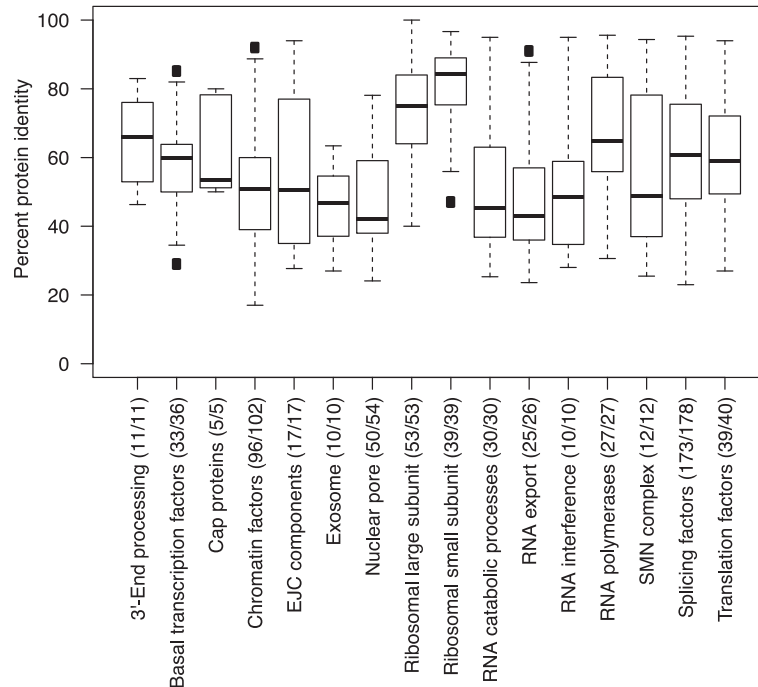 Percent protein identity
100
80
60
40
20
0
3'-End processing (11/11)
Basal transcription factors (33/36)
Cap proteins (5/5)
Chromatin factors (96/102)
EJC components (17/17)
Exosome (10/10)
Nuclear pore (50/54)
Ribosomal large subunit (53/53)
Ribosomal small subunit (39/39)
RNA catabolic processes (30/30)
RNA export (25/26)
RNA interference (10/10)
RNA polymerases (27/27)
SMN complex (12/12)
Splicing factors (173/178)
Translation factors (39/40)